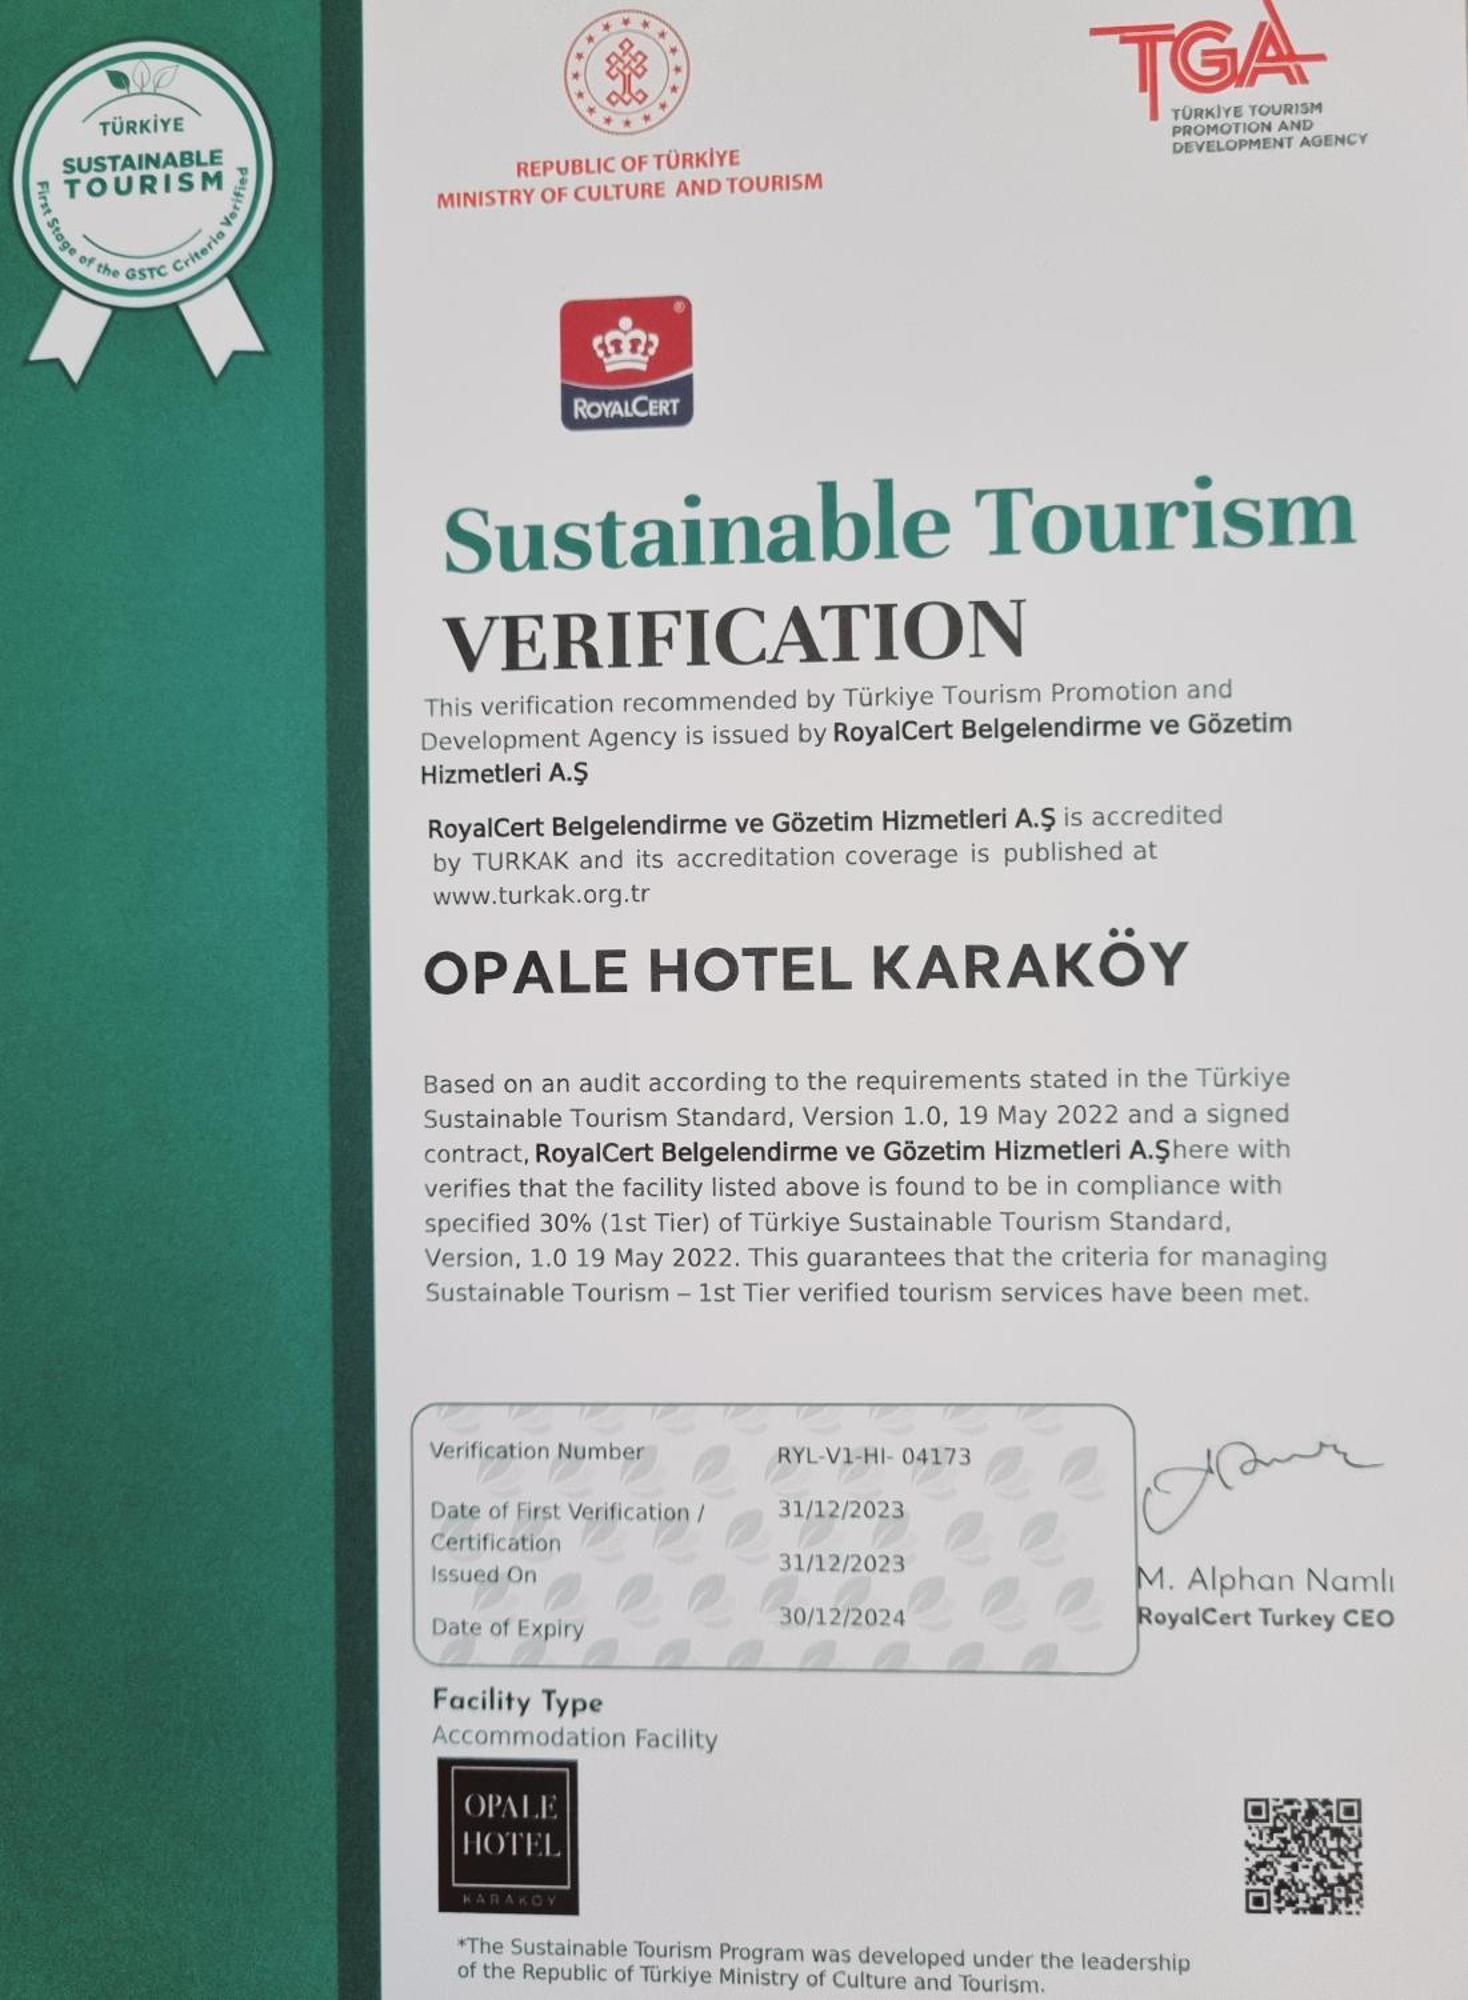 TÜRKİYE
SUSTAINABLE
TOURISM
First Stage of the GSTC Criteria Verified
REPUBLIC OF TÜRKİYE
MINISTRY OF CULTURE AND TOURISM
TGA
TÜRKİYE TOURISM
PROMOTION AND
DEVELOPMENT AGENCY
®
ROYALCERT
Sustainable Tourism
VERIFICATION
This verification recommended by Türkiye Tourism Promotion and
Development Agency is issued by RoyalCert Belgelendirme ve Gözetim
Hizmetleri A.Ş
RoyalCert Belgelendirme ve Gözetim Hizmetleri A.Ş is accredited
by TURKAK and its accreditation coverage is published at
www.turkak.org.tr
OPALE HOTEL KARAKÖY
Based on an audit according to the requirements stated in the Türkiye
Sustainable Tourism Standard, Version 1.0, 19 May 2022 and a signed
contract, RoyalCert Belgelendirme ve Gözetim Hizmetleri A.Şhere with
verifies that the facility listed above is found to be in compliance with
specified 30% (1st Tier) of Türkiye Sustainable Tourism Standard,
Version, 1.0 19 May 2022. This guarantees that the criteria for managing
Sustainable Tourism – 1st Tier verified tourism services have been met.
Verification Number RYL-V1-HI- 04173
Date of First Verification / 31/12/2023
Certification
Issued On 31/12/2023
Date of Expiry 30/12/2024
M. Alphan Namlı
RoyalCert Turkey CEO
Facility Type
Accommodation Facility
OPALE
HOTEL
KARAKÖY
*The Sustainable Tourism Program was developed under the leadership
of the Republic of Türkiye Ministry of Culture and Tourism.